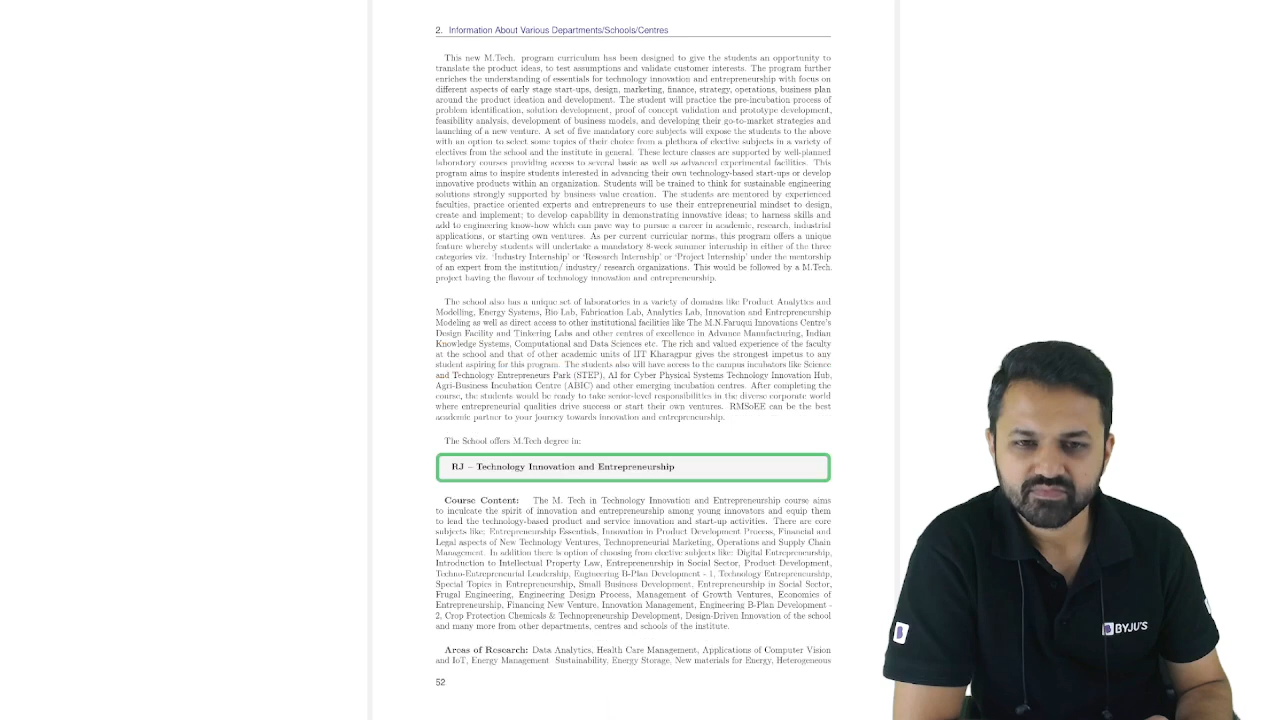 2. Information About Various Departments/Schools/Centres
This new M.Tech. program curriculum has been designed to give the students an opportunity to
translate the product ideas, to test assumptions and validate customer interests. The program further
enriches the understanding of essentials for technology innovation and entrepreneurship with focus on
different aspects of early stage start-ups, design, marketing, finance, strategy, operations, business plan
around the product ideation and development. The student will practice the pre-incubation process of
problem identification, solution development, proof of concept validation and prototype development,
feasibility analysis, development of business models, and developing their go-to-market strategies and
launching of a new venture. A set of five mandatory core subjects will expose the students to the above
with an option to select some topics of their choice from a plethora of elective subjects in a variety of
electives from the school and the institute in general. These lecture classes are supported by well-planned
laboratory courses providing access to several basic as well as advanced experimental facilities. This
program aims to inspire students interested in advancing their own technology-based start-ups or develop
innovative products within an organization. Students will be trained to think for sustainable engineering
solutions strongly supported by business value creation. The students are mentored by experienced
faculties, practice oriented experts and entrepreneurs to use their entrepreneurial mindset to design,
create and implement; to develop capability in demonstrating innovative ideas; to harness skills and
add to engineering know-how which can pave way to pursue a career in academic, research, industrial
applications, or starting own ventures. As per current curricular norms, this program offers a unique
feature whereby students will undertake a mandatory 8-week summer internship in either of the three
categories viz. 'Industry Internship' or 'Research Internship' or 'Project Internship' under the mentorship
of an expert from the institution/ industry/ research organizations. This would be followed by a M.Tech.
project having the flavour of technology innovation and entrepreneurship.
The school also has a unique set of laboratories in a variety of domains like Product Analytics and
Modelling, Energy Systems, Bio Lab, Fabrication Lab, Analytics Lab, Innovation and Entrepreneurship
Modeling as well as direct access to other institutional facilities like The M.N.Faruqui Innovations Centre's
Design Facility and Tinkering Labs and other centres of excellence in Advance Manufacturing, Indian
Knowledge Systems, Computational and Data Sciences etc. The rich and valued experience of the faculty
at the school and that of other academic units of IIT Kharagpur gives the strongest impetus to any
student aspiring for this program. The students also will have access to the campus incubators like Science
and Technology Entrepreneurs Park (STEP), AI for Cyber Physical Systems Technology Innovation Hub,
Agri-Business Incubation Centre (ABIC) and other emerging incubation centres. After completing the
course, the students would be ready to take senior-level responsibilities in the diverse corporate world
where entrepreneurial qualities drive success or start their own ventures. RMSoEE can be the best
academic partner to your journey towards innovation and entrepreneurship.
The School offers M.Tech degree in:
RJ – Technology Innovation and Entrepreneurship
Course Content: The M. Tech in Technology Innovation and Entrepreneurship course aims
to inculcate the spirit of innovation and entrepreneurship among young innovators and equip them
to lead the technology-based product and service innovation and start-up activities. There are core
subjects like: Entrepreneurship Essentials, Innovation in Product Development Process, Financial and
Legal aspects of New Technology Ventures, Technopreneurial Marketing, Operations and Supply Chain
Management. In addition there is option of choosing from elective subjects like: Digital Entrepreneurship,
Introduction to Intellectual Property Law, Entrepreneurship in Social Sector, Product Development,
Techno-Entrepreneurial Leadership, Engineering B-Plan Development - 1, Technology Entrepreneurship,
Special Topics in Entrepreneurship, Small Business Development, Entrepreneurship in Social Sector,
Frugal Engineering, Engineering Design Process, Management of Growth Ventures, Economics of
Entrepreneurship, Financing New Venture, Innovation Management, Engineering B-Plan Development -
2, Crop Protection Chemicals & Technopreneurship Development, Design-Driven Innovation of the school
and many more from other departments, centres and schools of the institute.
Areas of Research: Data Analytics, Health Care Management, Applications of Computer Vision
and IoT, Energy Management Sustainability, Energy Storage, New materials for Energy, Heterogeneous
52
BYJU'S